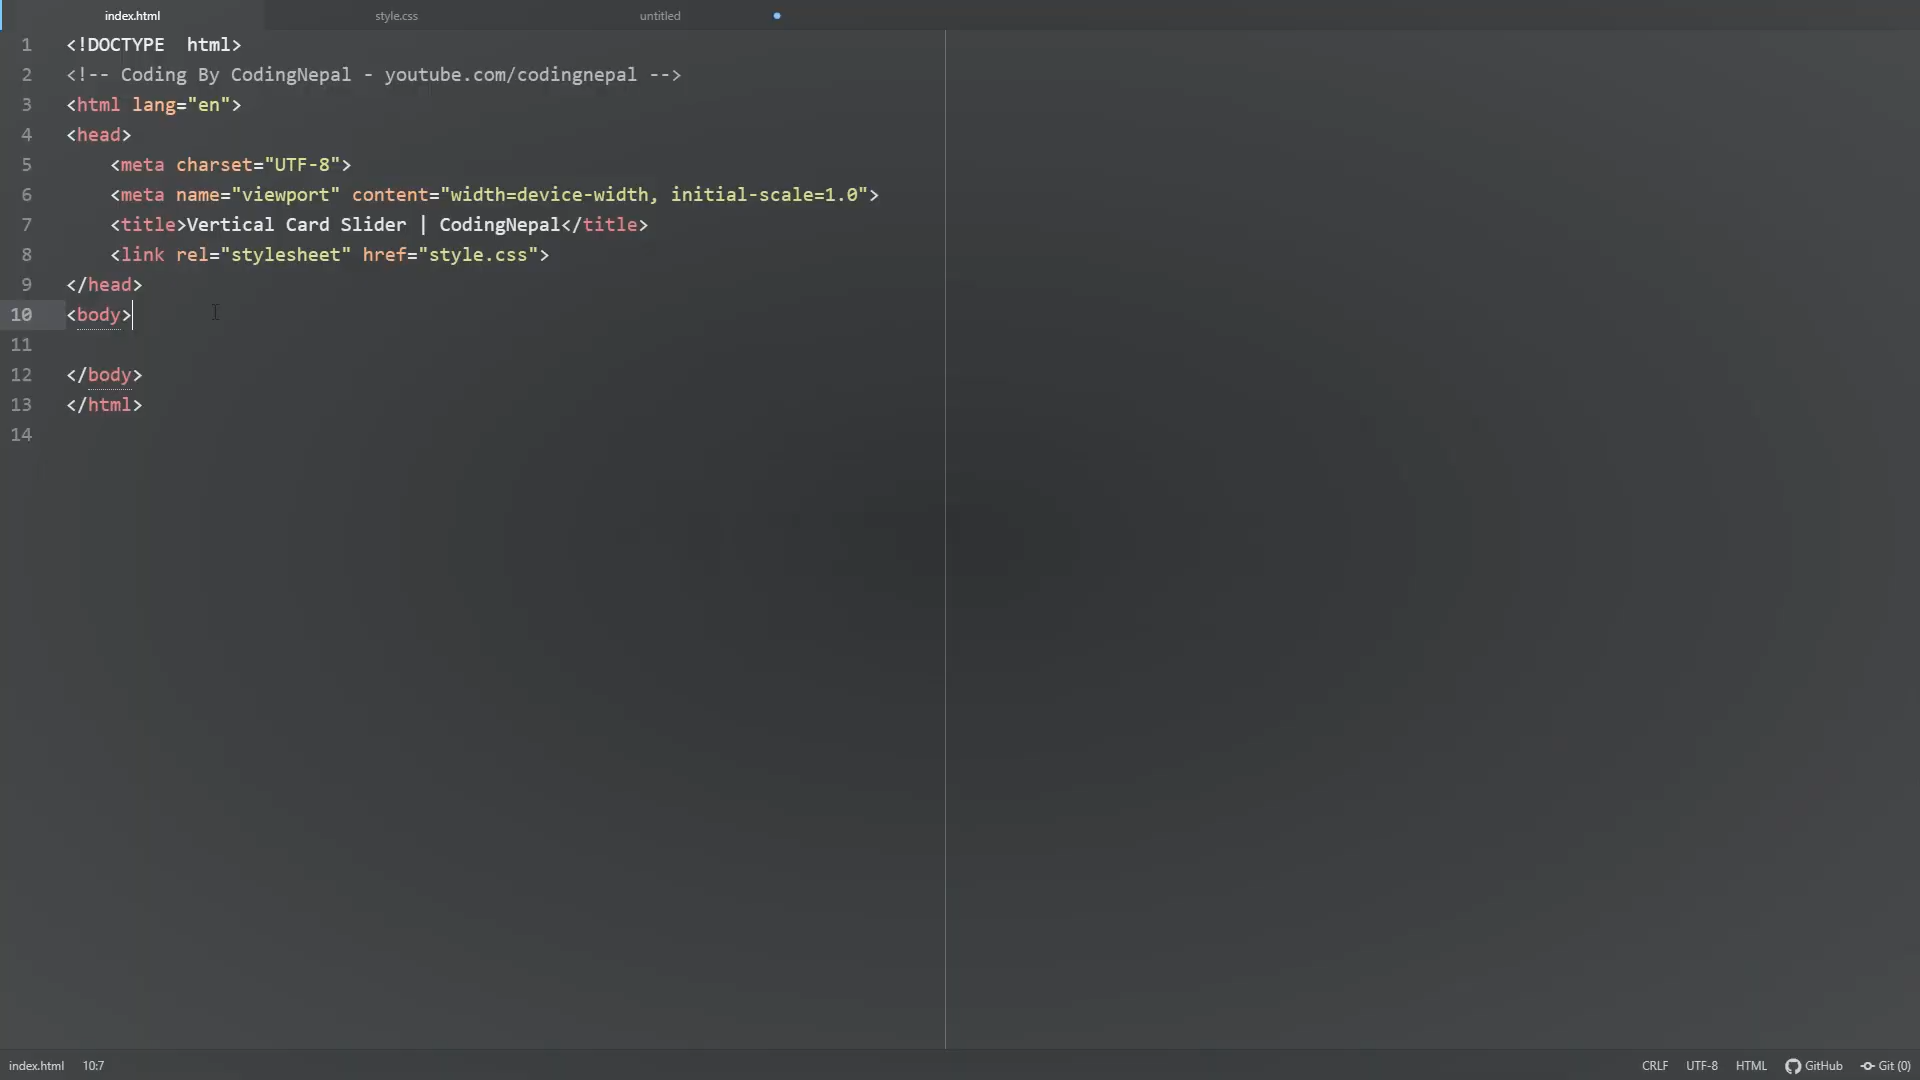 index.html style.css untitled
1 <!DOCTYPE  html>
2 <!-- Coding By CodingNepal - youtube.com/codingnepal -->
3 <html lang="en">
4 <head>
5     <meta charset="UTF-8">
6     <meta name="viewport" content="width=device-width, initial-scale=1.0">
7     <title>Vertical Card Slider | CodingNepal</title>
8     <link rel="stylesheet" href="style.css">
9 </head>
10 <body>
11
12 </body>
13 </html>
14
index.html 10:7 CRLF UTF-8 HTML GitHub Git (0)